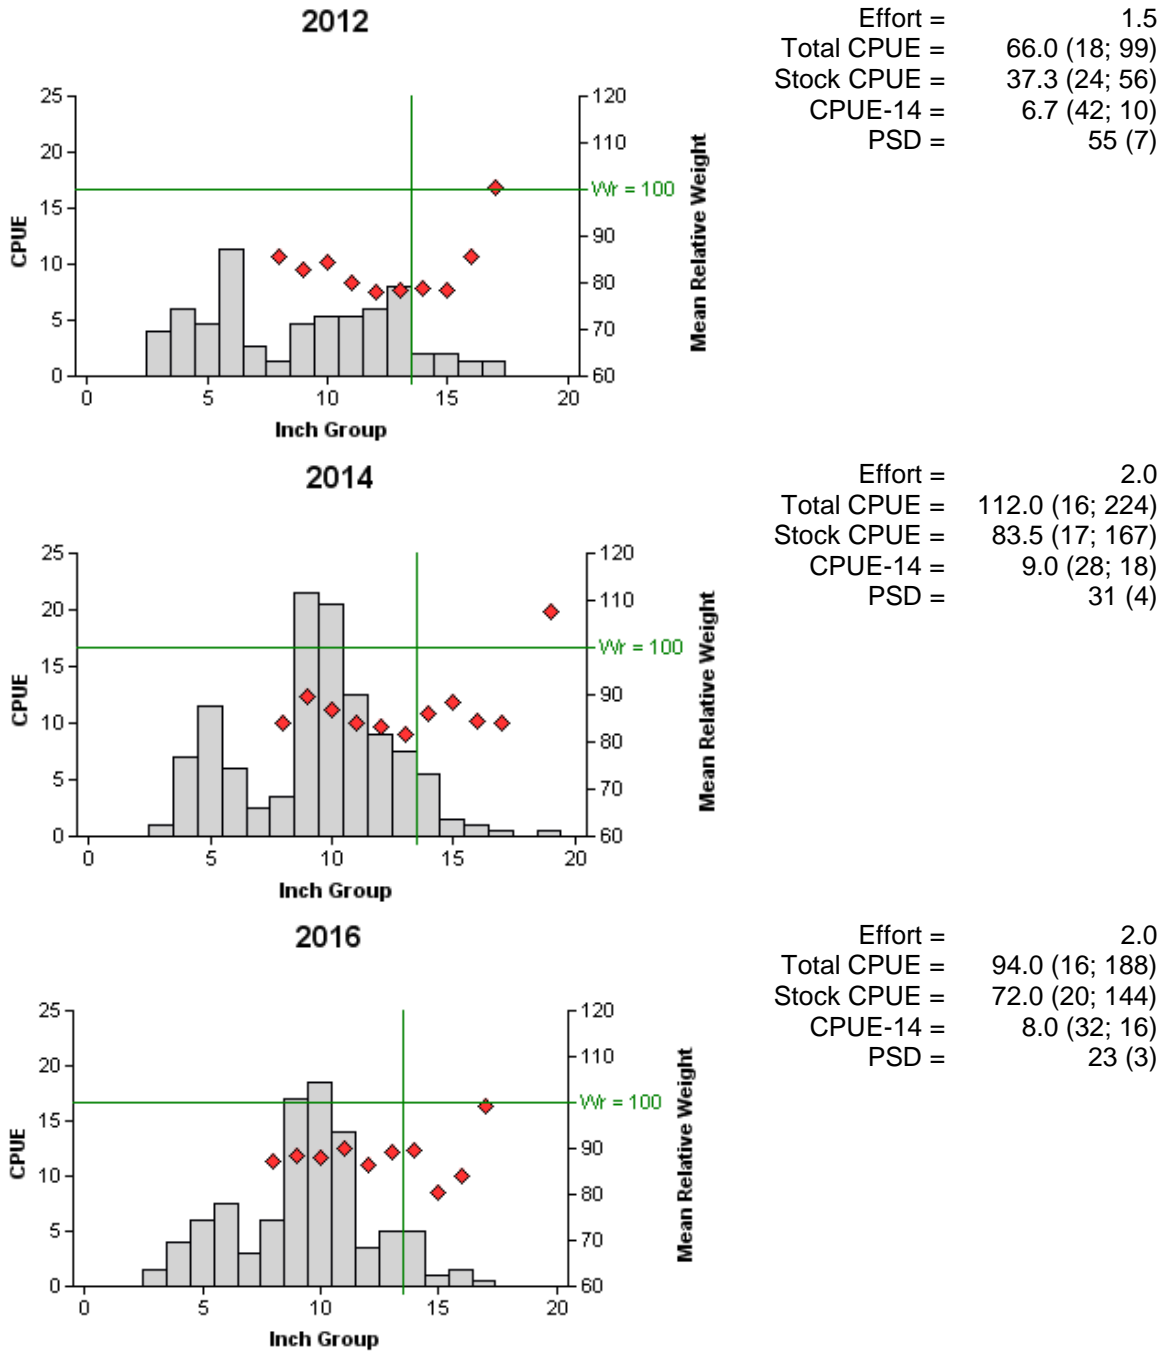 2012
Effort = 1.5
Total CPUE = 66.0 (18; 99)
Stock CPUE = 37.3 (24; 56)
CPUE-14 = 6.7 (42; 10)
PSD = 55 (7)
25
20
15
10
5
0
CPUE
120
110
Wr = 100
90
80
70
60
Mean Relative Weight
0 5 10 15 20
Inch Group
2014
Effort = 2.0
Total CPUE = 112.0 (16; 224)
Stock CPUE = 83.5 (17; 167)
CPUE-14 = 9.0 (28; 18)
PSD = 31 (4)
25
20
15
10
5
0
CPUE
120
110
Wr = 100
90
80
70
60
Mean Relative Weight
0 5 10 15 20
Inch Group
2016
Effort = 2.0
Total CPUE = 94.0 (16; 188)
Stock CPUE = 72.0 (20; 144)
CPUE-14 = 8.0 (32; 16)
PSD = 23 (3)
25
20
15
10
5
0
CPUE
120
110
Wr = 100
90
80
70
60
Mean Relative Weight
0 5 10 15 20
Inch Group